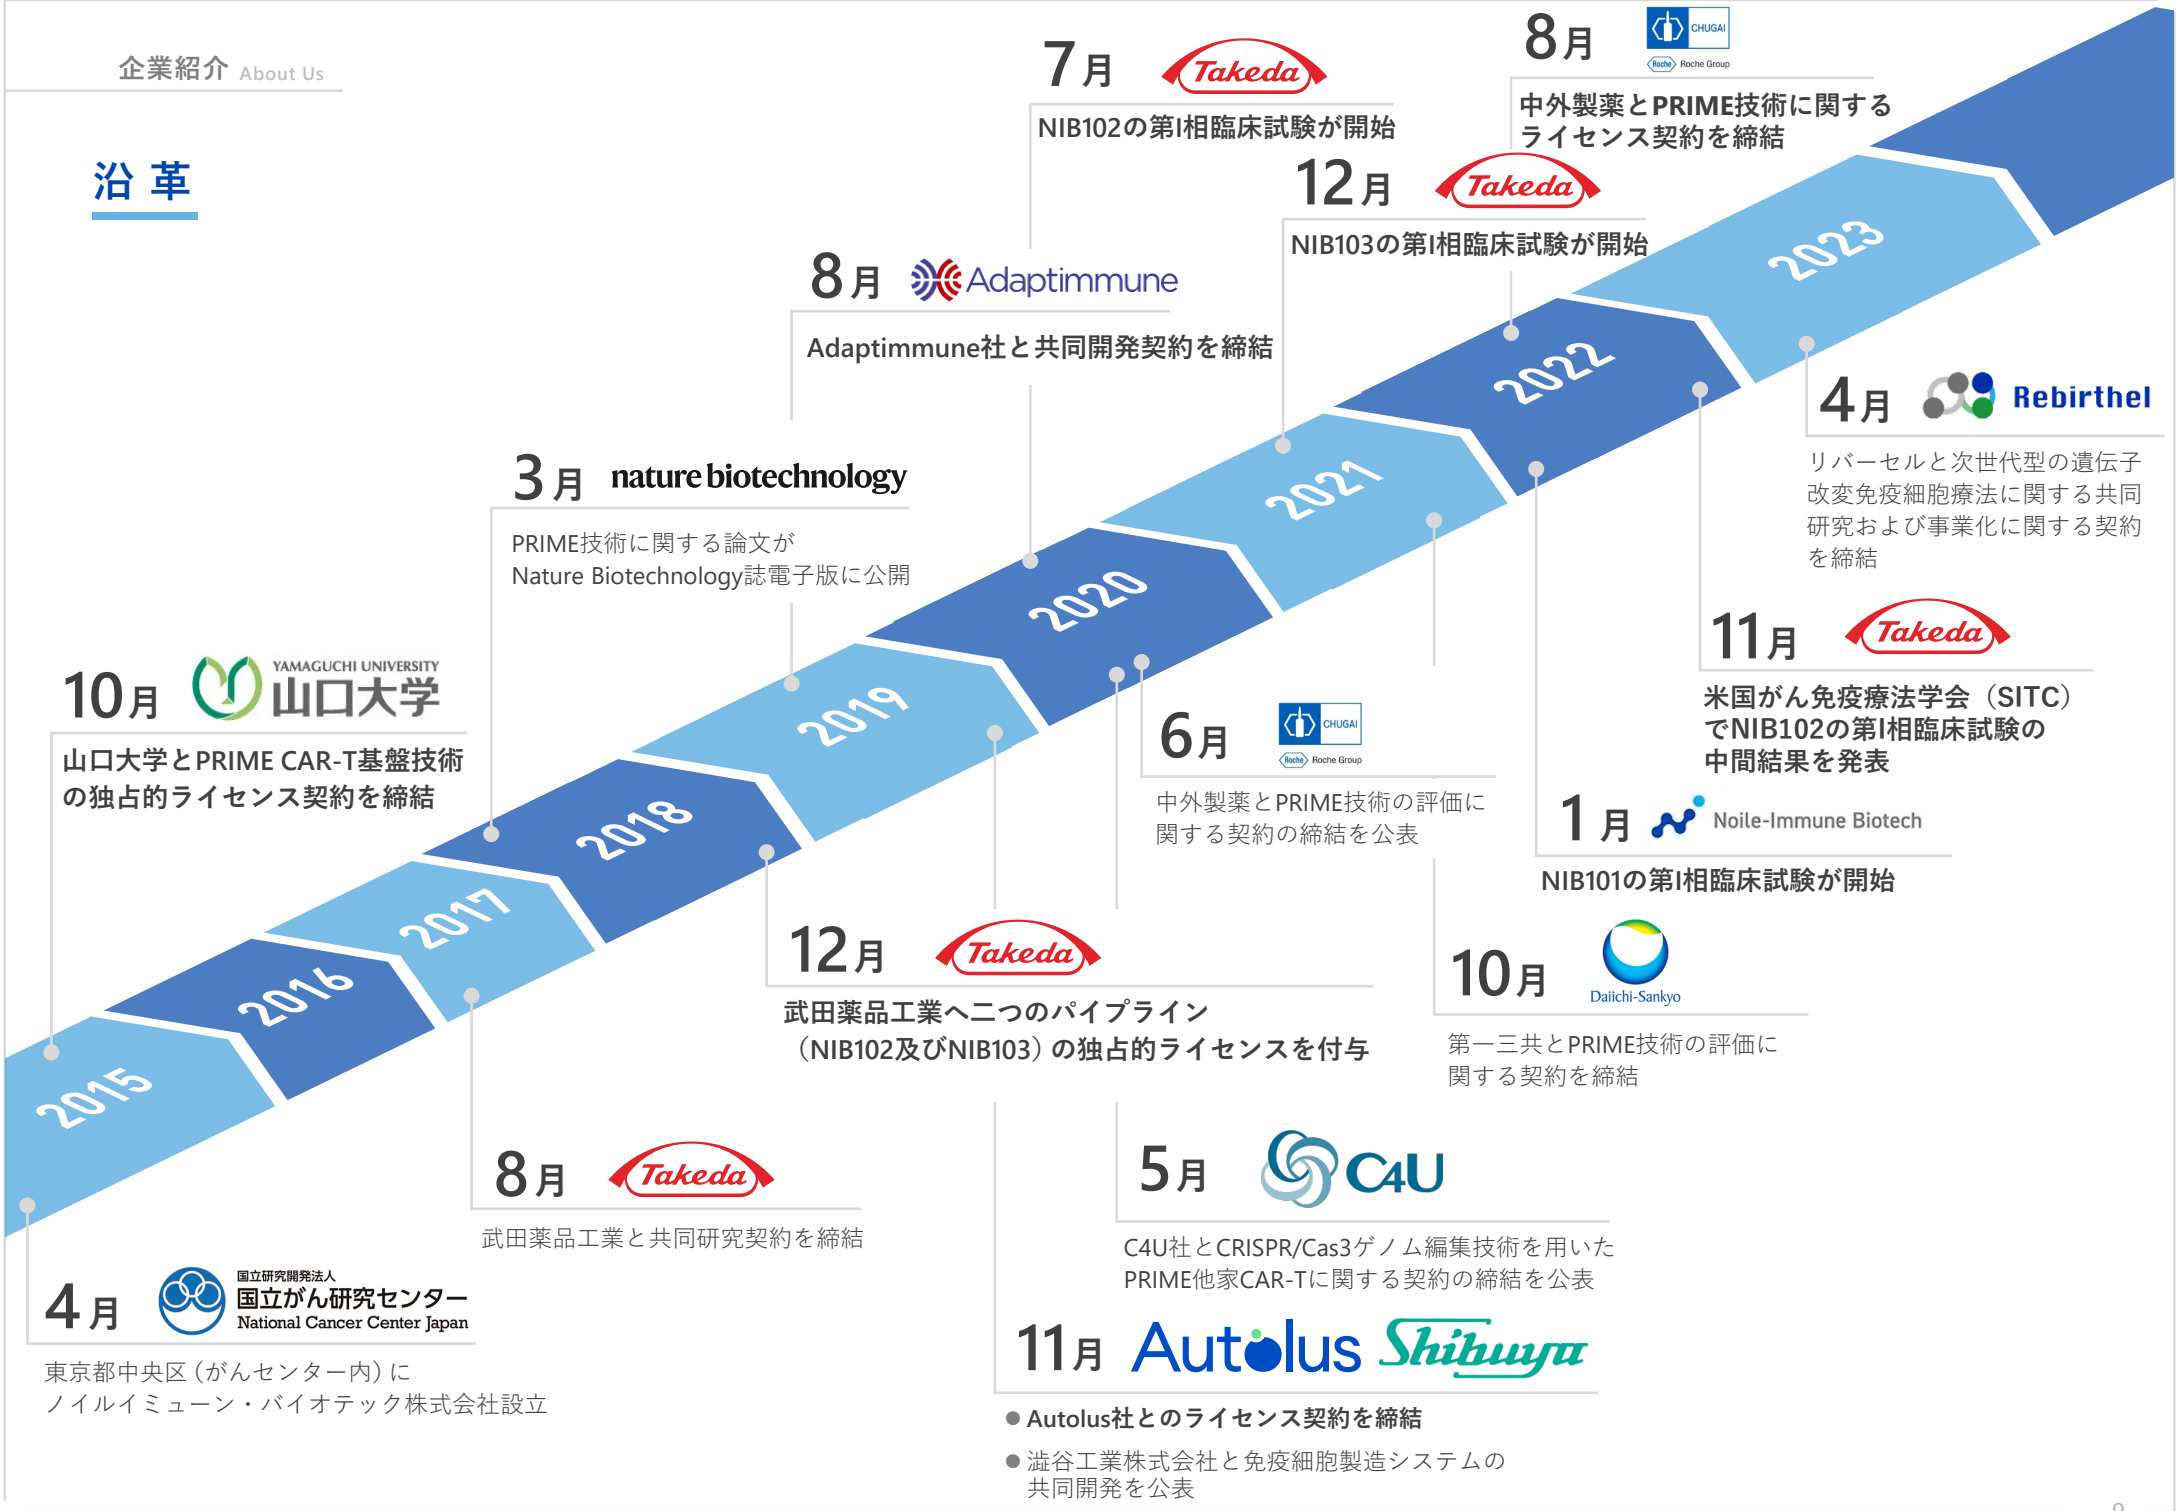 企業紹介 About Us
沿革
7月 Takeda
NIB102の第I相臨床試験が開始
8月 CHUGAI
Roche Roche Group
中外製薬とPRIME技術に関する
ライセンス契約を締結
12月 Takeda
NIB103の第I相臨床試験が開始
8月 Adaptimmune
Adaptimmune社と共同開発契約を締結
3月 nature biotechnology
PRIME技術に関する論文が
Nature Biotechnology誌電子版に公開
10月 YAMAGUCHI UNIVERSITY
山口大学
山口大学とPRIME CAR-T基盤技術
の独占的ライセンス契約を締結
2015
2016
2017
2018
2019
2020
2021
2022
2023
4月 Rebirthel
リバーセルと次世代型の遺伝子
改変免疫細胞療法に関する共同
研究および事業化に関する契約
を締結
11月 Takeda
米国がん免疫療法学会（SITC）
でNIB102の第I相臨床試験の
中間結果を発表
6月 CHUGAI
Roche Roche Group
中外製薬とPRIME技術の評価に
関する契約の締結を公表
1月 Noile-Immune Biotech
NIB101の第I相臨床試験が開始
12月 Takeda
武田薬品工業へ二つのパイプライン
（NIB102及びNIB103）の独占的ライセンスを付与
10月 Daiichi-Sankyo
第一三共とPRIME技術の評価に
関する契約を締結
8月 Takeda
武田薬品工業と共同研究契約を締結
5月 C4U
C4U社とCRISPR/Cas3ゲノム編集技術を用いた
PRIME他家CAR-Tに関する契約の締結を公表
4月 国立研究開発法人
国立がん研究センター
National Cancer Center Japan
東京都中央区（がんセンター内）に
ノイルイミューン・バイオテック株式会社設立
11月 Autolus Shibuya
● Autolus社とのライセンス契約を締結
● 澁谷工業株式会社と免疫細胞製造システムの
共同開発を公表